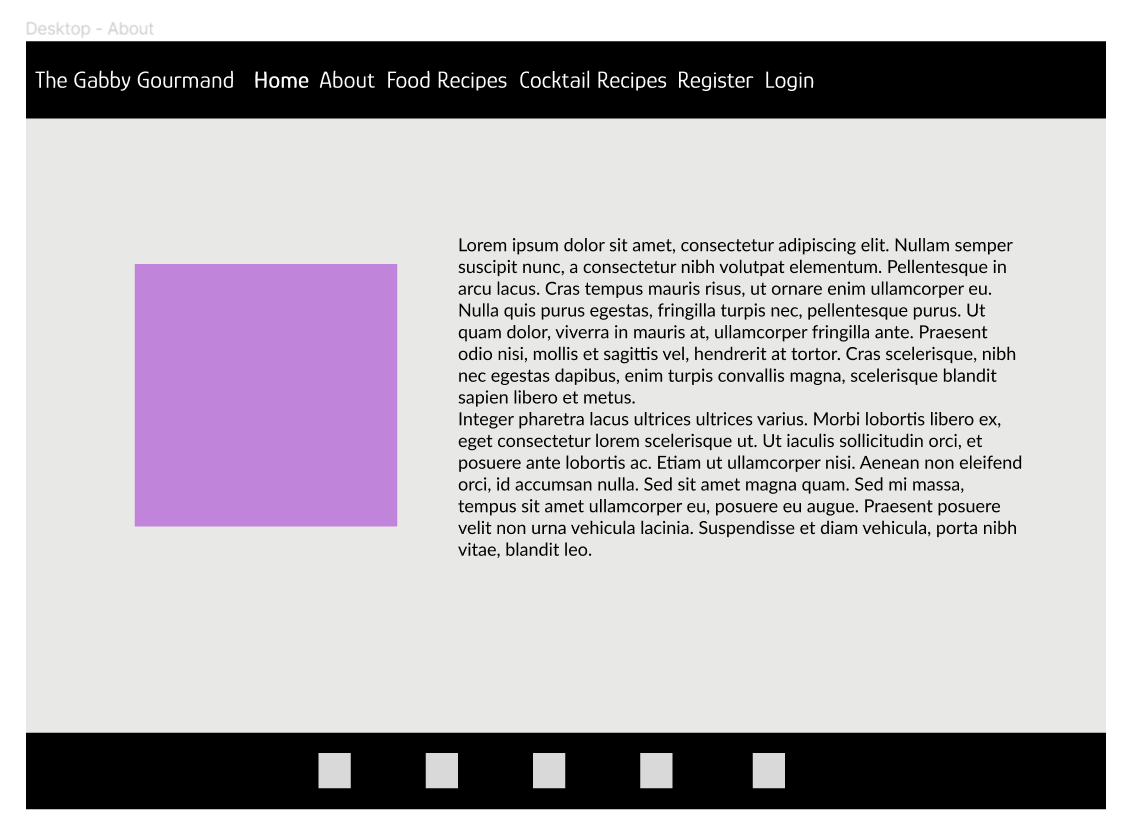 Desktop - About
The Gabby Gourmand Home About Food Recipes Cocktail Recipes Register Login
Lorem ipsum dolor sit amet, consectetur adipiscing elit. Nullam semper
suscipit nunc, a consectetur nibh volutpat elementum. Pellentesque in
arcu lacus. Cras tempus mauris risus, ut ornare enim ullamcorper eu.
Nulla quis purus egestas, fringilla turpis nec, pellentesque purus. Ut
quam dolor, viverra in mauris at, ullamcorper fringilla ante. Praesent
odio nisi, mollis et sagittis vel, hendrerit at tortor. Cras scelerisque, nibh
nec egestas dapibus, enim turpis convallis magna, scelerisque blandit
sapien libero et metus.
Integer pharetra lacus ultrices ultrices varius. Morbi lobortis libero ex,
eget consectetur lorem scelerisque ut. Ut iaculis sollicitudin orci, et
posuere ante lobortis ac. Etiam ut ullamcorper nisi. Aenean non eleifend
orci, id accumsan nulla. Sed sit amet magna quam. Sed mi massa,
tempus sit amet ullamcorper eu, posuere eu augue. Praesent posuere
velit non urna vehicula lacinia. Suspendisse et diam vehicula, porta nibh
vitae, blandit leo.